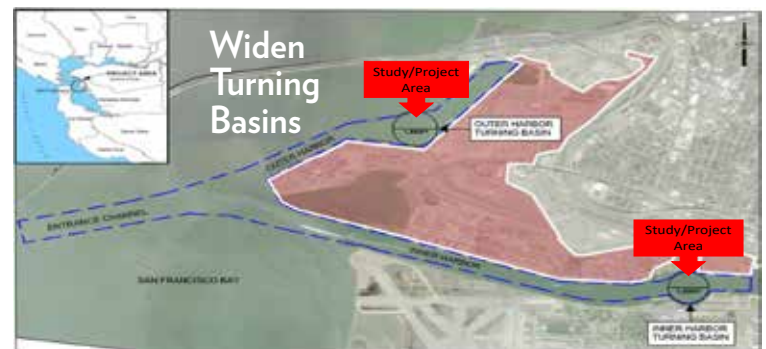 Widen
Turning
Basins
Study/Project
Area
PROJECT AREA
OUTER HARBOR
TURNING BASIN
OUTER HARBOR
ENTRANCE CHANNEL
INNER HARBOR
SAN FRANCISCO BAY
Study/Project
Area
INNER HARBOR
TURNING BASIN